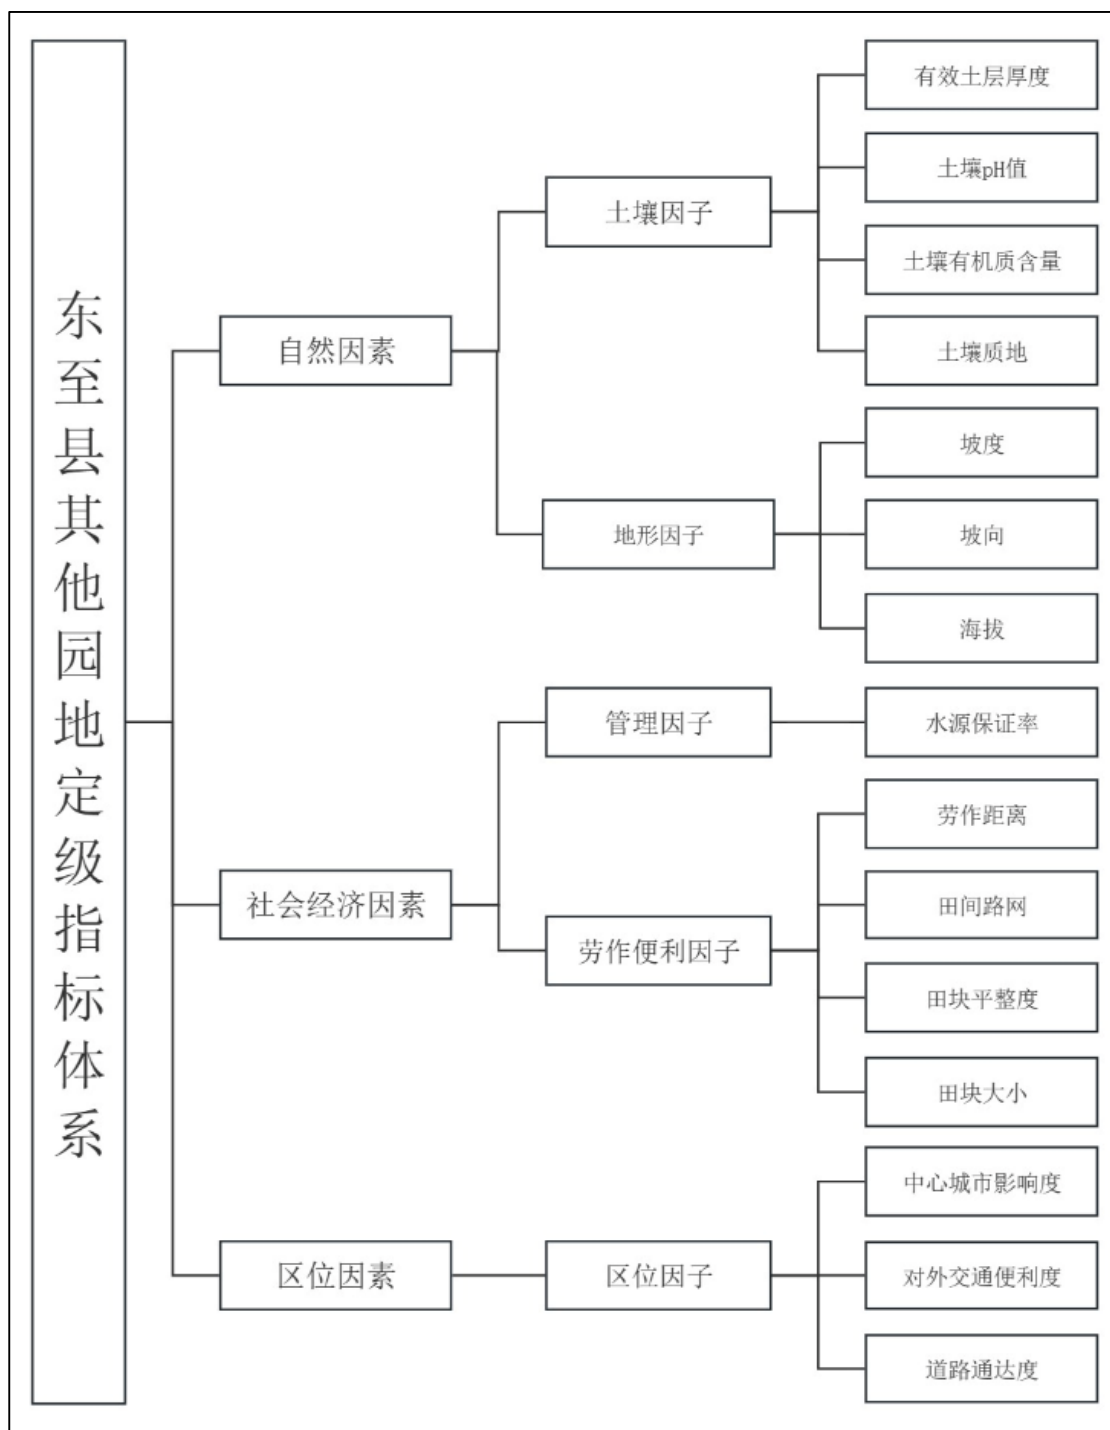 东至县其他园地定级指标体系
自然因素
土壤因子
有效土层厚度
土壤pH值
土壤有机质含量
土壤质地
地形因子
坡度
坡向
海拔
社会经济因素
管理因子
水源保证率
劳作便利因子
劳作距离
田间路网
田块平整度
田块大小
区位因素
区位因子
中心城市影响度
对外交通便利度
道路通达度